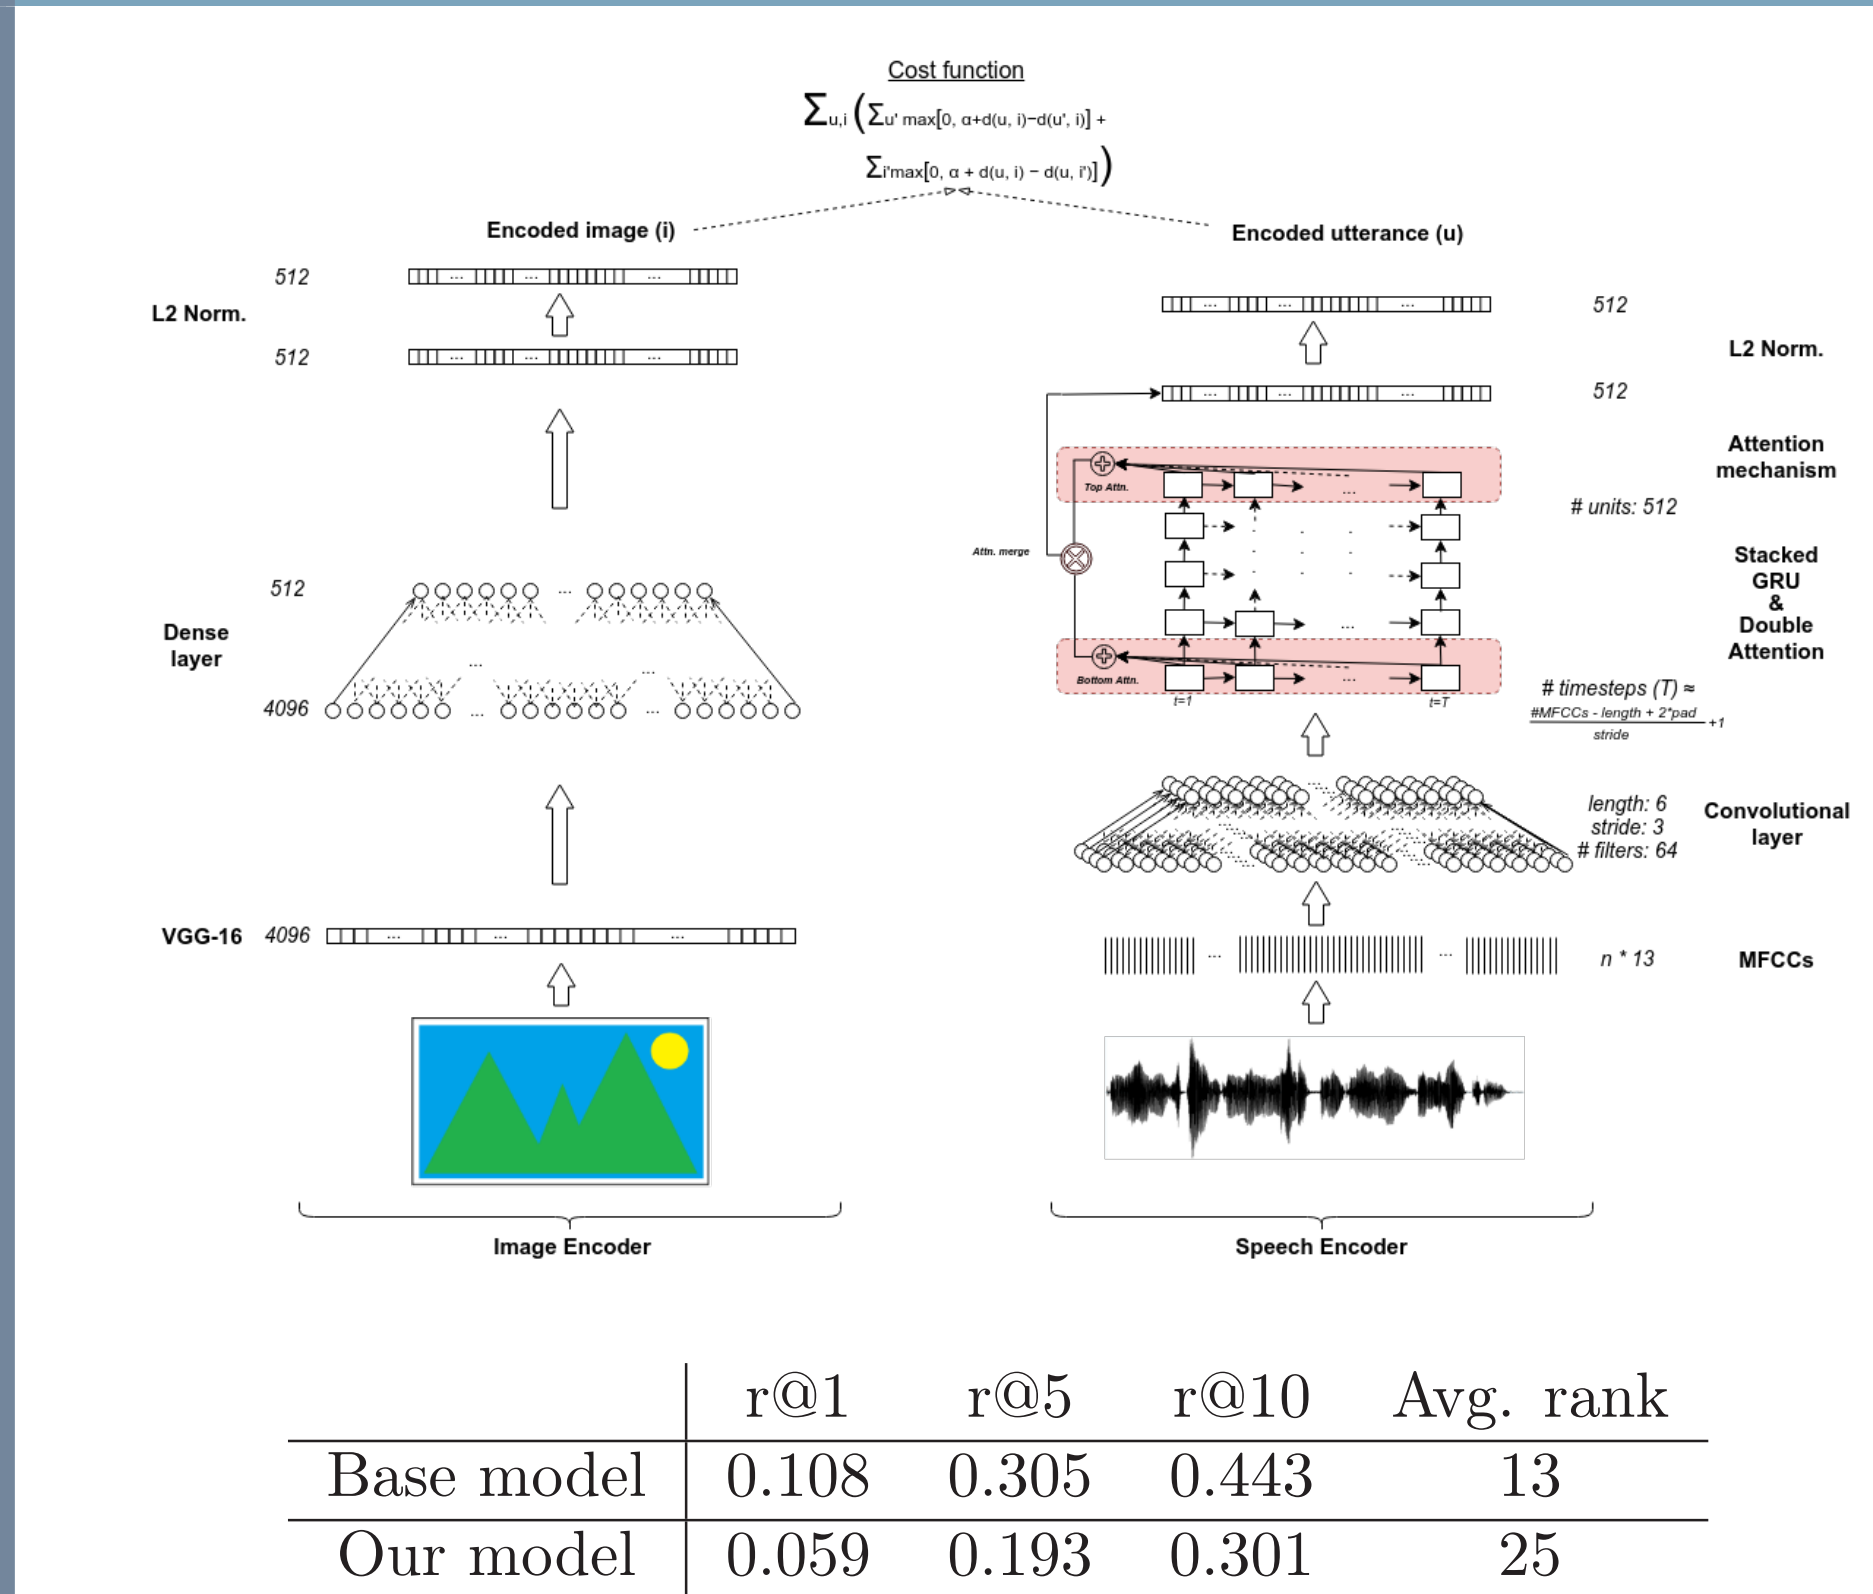 Cost function
Σu,i (Σu' max[0, α+d(u, i)−d(u', i)] +
Σi'max[0, α + d(u, i) − d(u, i')])
Encoded image (i)
Encoded utterance (u)
512
L2 Norm.
512
512
Dense
layer
4096
VGG-16
4096
Image Encoder
512
L2 Norm.
512
Attention
mechanism
Top Attn.
# units: 512
Attn. merge
Stacked
GRU
&
Double
Attention
Bottom Attn.
t=1
t=T
# timesteps (T) ≈
#MFCCs - length + 2*pad
+1
stride
length: 6
stride: 3
# filters: 64
Convolutional
layer
n * 13
MFCCs
Speech Encoder
r@1 r@5 r@10 Avg. rank
Base model 0.108 0.305 0.443 13
Our model 0.059 0.193 0.301 25